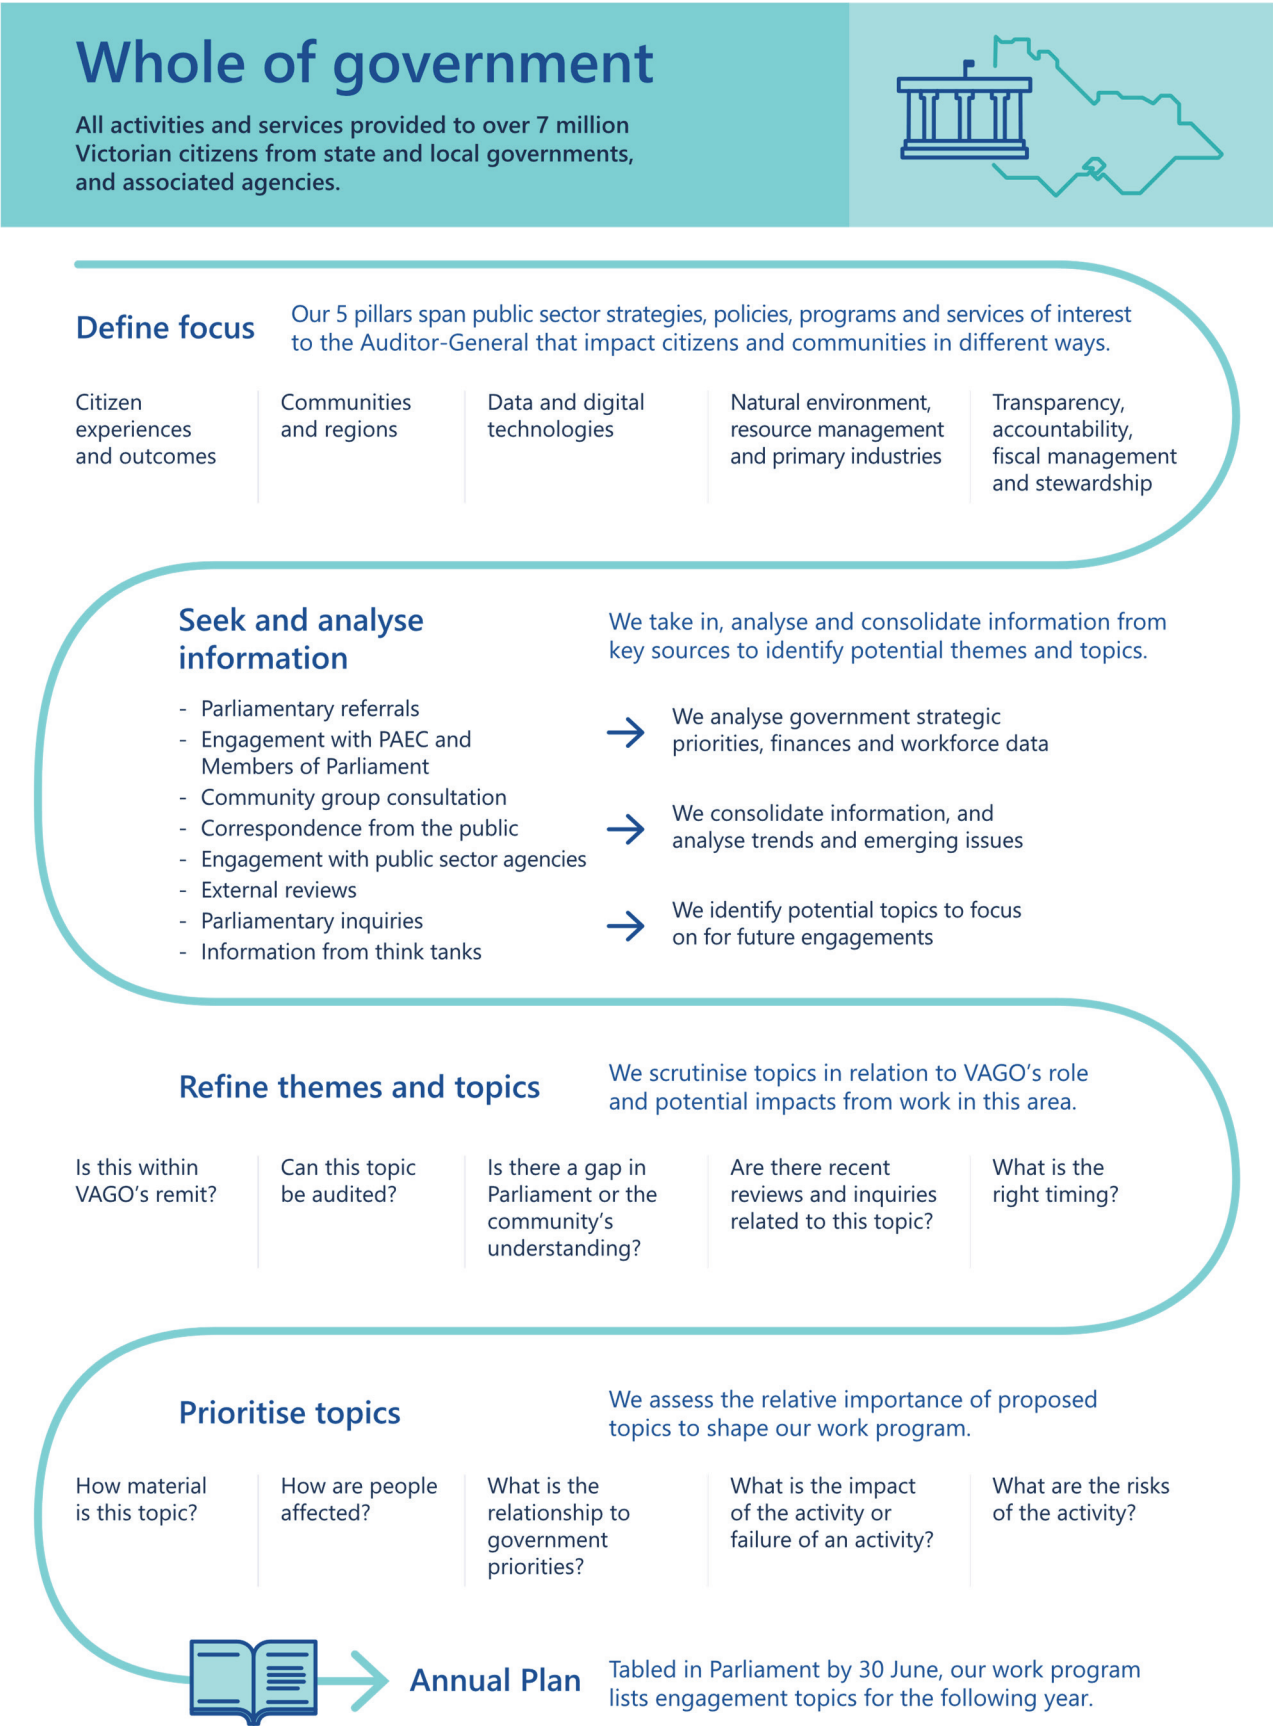 Whole of government
All activities and services provided to over 7 million
Victorian citizens from state and local governments,
and associated agencies.
Define focus
Our 5 pillars span public sector strategies, policies, programs and services of interest
to the Auditor-General that impact citizens and communities in different ways.
Citizen
experiences
and outcomes
Communities
and regions
Data and digital
technologies
Natural environment,
resource management
and primary industries
Transparency,
accountability,
fiscal management
and stewardship
Seek and analyse
information
We take in, analyse and consolidate information from
key sources to identify potential themes and topics.
- Parliamentary referrals
- Engagement with PAEC and
Members of Parliament
- Community group consultation
- Correspondence from the public
- Engagement with public sector agencies
- External reviews
- Parliamentary inquiries
- Information from think tanks
We analyse government strategic
priorities, finances and workforce data
We consolidate information, and
analyse trends and emerging issues
We identify potential topics to focus
on for future engagements
Refine themes and topics
We scrutinise topics in relation to VAGO's role
and potential impacts from work in this area.
Is this within
VAGO's remit?
Can this topic
be audited?
Is there a gap in
Parliament or the
community's
understanding?
Are there recent
reviews and inquiries
related to this topic?
What is the
right timing?
Prioritise topics
We assess the relative importance of proposed
topics to shape our work program.
How material
is this topic?
How are people
affected?
What is the
relationship to
government
priorities?
What is the impact
of the activity or
failure of an activity?
What are the risks
of the activity?
Annual Plan
Tabled in Parliament by 30 June, our work program
lists engagement topics for the following year.